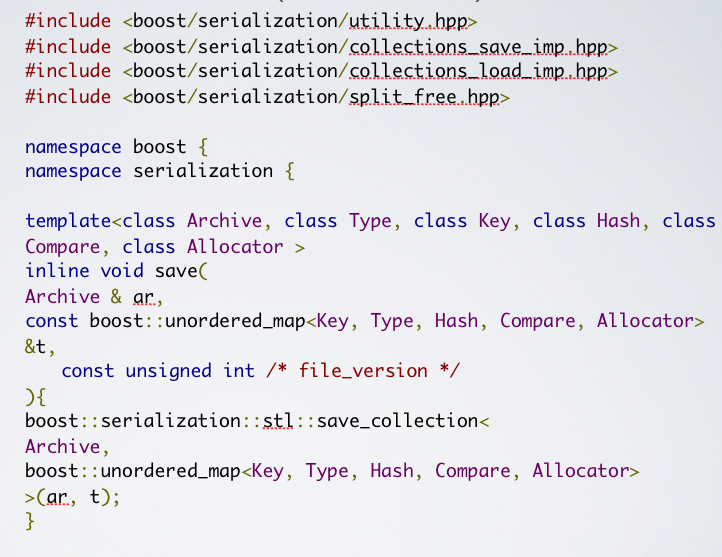 #include <boost/serialization/utility.hpp>
#include <boost/serialization/collections_save_imp.hpp>
#include <boost/serialization/collections_load_imp.hpp>
#include <boost/serialization/split_free.hpp>

namespace boost {
namespace serialization {

template<class Archive, class Type, class Key, class Hash, class
Compare, class Allocator >
inline void save(
Archive & ar,
const boost::unordered_map<Key, Type, Hash, Compare, Allocator>
&t,
    const unsigned int /* file_version */
){
boost::serialization::stl::save_collection<
Archive,
boost::unordered_map<Key, Type, Hash, Compare, Allocator>
>(ar, t);
}